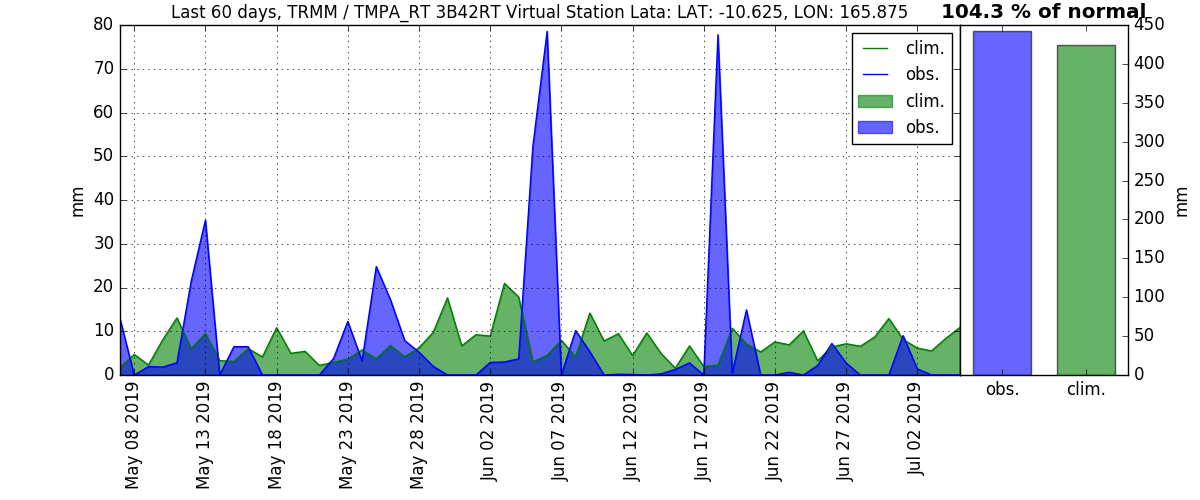 Last 60 days, TRMM / TMPA_RT 3B42RT Virtual Station Lata: LAT: -10.625, LON: 165.875
104.3 % of normal
80
70
60
50
40
30
20
10
0
mm
clim.
obs.
clim.
obs.
450
400
350
300
250
200
150
100
50
0
mm
obs.
clim.
May 08 2019
May 13 2019
May 18 2019
May 23 2019
May 28 2019
Jun 02 2019
Jun 07 2019
Jun 12 2019
Jun 17 2019
Jun 22 2019
Jun 27 2019
Jul 02 2019